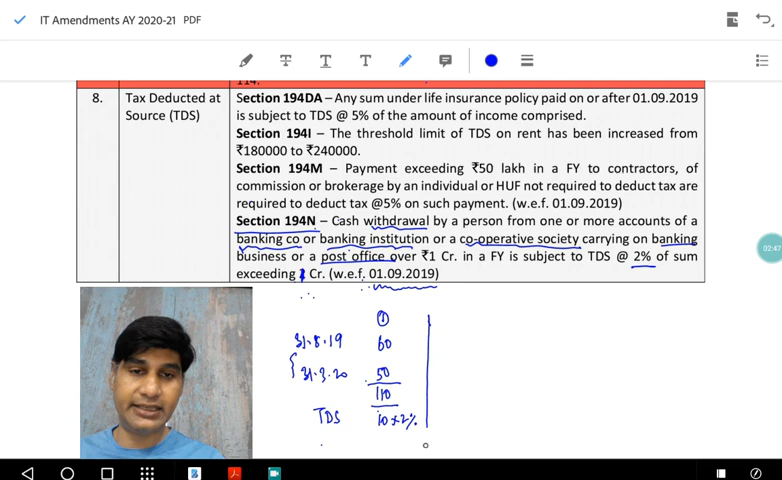 IT Amendments AY 2020-21 PDF
114.
8. Tax Deducted at Source (TDS)
Section 194DA – Any sum under life insurance policy paid on or after 01.09.2019
is subject to TDS @ 5% of the amount of income comprised.
Section 194I – The threshold limit of TDS on rent has been increased from
₹180000 to ₹240000.
Section 194M – Payment exceeding ₹50 lakh in a FY to contractors, of
commission or brokerage by an individual or HUF not required to deduct tax are
required to deduct tax @5% on such payment. (w.e.f. 01.09.2019)
Section 194N – Cash withdrawal by a person from one or more accounts of a
banking co or banking institution or a co-operative society carrying on banking
business or a post office over ₹1 Cr. in a FY is subject to TDS @ 2% of sum
exceeding 1 Cr. (w.e.f. 01.09.2019)
02:47
①
31.8.19 60
31.3.20 50
110
TDS 10 x 2%